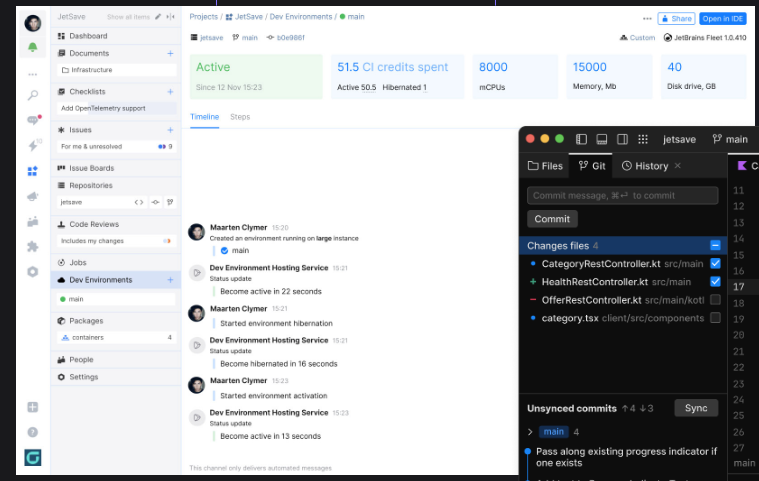 JetSave
Show all items
Dashboard
Documents
Infrastructure
Checklists
Add OpenTelemetry support
Issues
For me & unresolved
9
Issue Boards
Repositories
jetsave
Code Reviews
Includes my changes
Jobs
Dev Environments
main
Packages
containers
4
People
Settings
Projects / JetSave / Dev Environments / main
Share
Open in IDE
jetsave main b0e986f
Custom
JetBrains Fleet 1.0.410
Active
Since 12 Nov 15:23
51.5 CI credits spent
Active 50.5 Hibernated 1
8000
mCPUs
15000
Memory, Mb
40
Disk drive, GB
Timeline
Steps
Maarten Clymer 15:20
Created an environment running on large instance
main
Dev Environment Hosting Service 15:21
Status update
Become active in 22 seconds
Maarten Clymer 15:21
Started environment hibernation
Dev Environment Hosting Service 15:21
Status update
Become hibernated in 16 seconds
Maarten Clymer 15:23
Started environment activation
Dev Environment Hosting Service 15:23
Status update
Become active in 13 seconds
This channel only delivers automated messages
jetsave
main
Files
Git
History
Commit message, ⌘↵ to commit
Commit
Changes files 4
CategoryRestController.kt src/main
HealthRestController.kt src/main
OfferRestController.kt src/main/kotl
category.tsx client/src/components
Unsynced commits ↑4 ↓3
Sync
main 4
Pass along existing progress indicator if
one exists
C
11
12
13
14
15
16
17
18
19
20
21
22
23
24
25
26
27
main